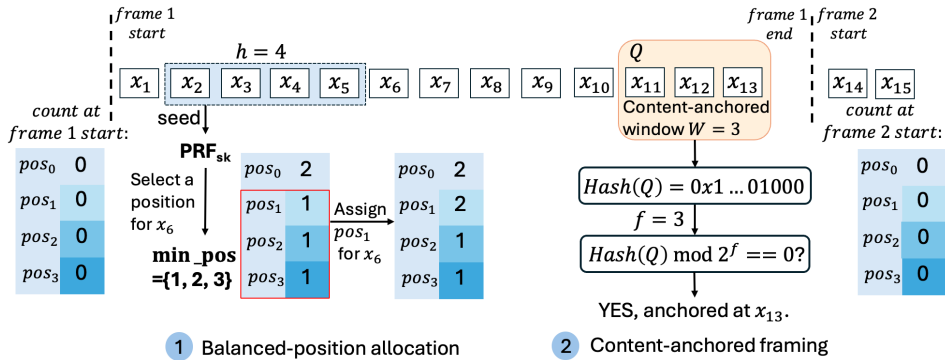 frame 1
start
frame 1
end
frame 2
start
h = 4
Q
x₁ x₂ x₃ x₄ x₅ x₆ x₇ x₈ x₉ x₁₀ x₁₁ x₁₂ x₁₃ x₁₄ x₁₅
Content-anchored
window W = 3
count at
frame 1 start:
pos₀ 0
pos₁ 0
pos₂ 0
pos₃ 0
seed
PRFₛₖ
Select a
position
for x₆
min _pos
={1, 2, 3}
pos₀ 2
pos₁ 1
pos₂ 1
pos₃ 1
Assign
pos₁
for x₆
pos₀ 2
pos₁ 2
pos₂ 1
pos₃ 1
Hash(Q) = 0x1 ... 01000
f = 3
Hash(Q) mod 2ᶠ == 0?
YES, anchored at x₁₃.
count at
frame 2 start:
pos₀ 0
pos₁ 0
pos₂ 0
pos₃ 0
1 Balanced-position allocation
2 Content-anchored framing